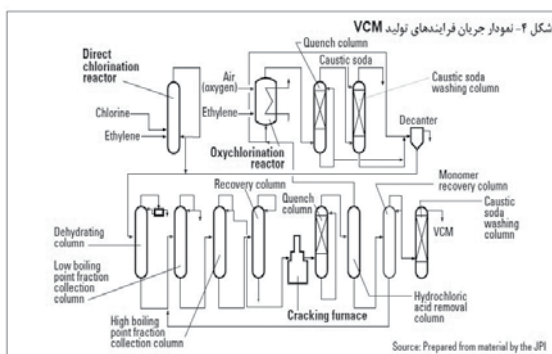 شکل ۴- نمودار جریان فرایندهای تولید VCM
Direct
chlorination
reactor
Chlorine
Ethylene
Air
(oxygen)
Ethylene
Oxychlorination
reactor
Quench column
Caustic soda
Caustic soda
washing column
Decanter
Dehydrating
column
Low boiling
point fraction
collection
column
High boiling
point fraction
collection column
Recovery column
Quench
column
Cracking furnace
Monomer
recovery column
Hydrochloric
acid removal
column
VCM
Caustic
soda
washing
column
Source: Prepared from material by the JPI